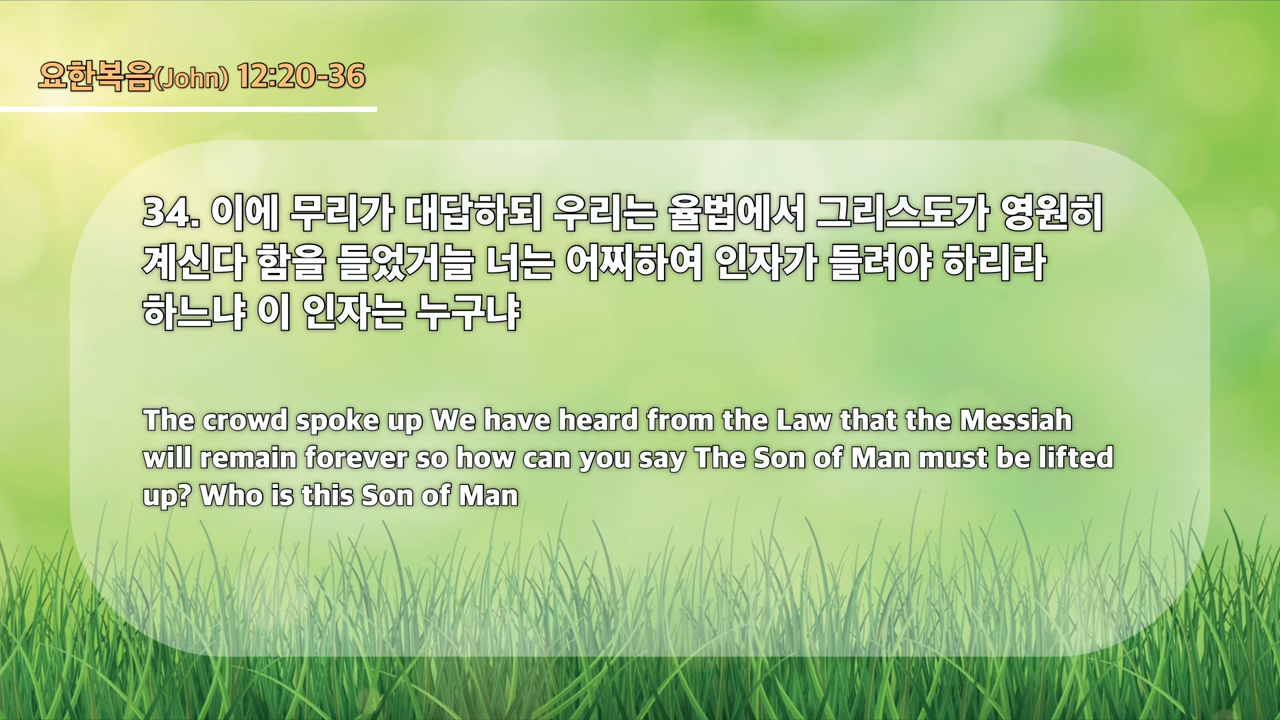 요한복음(John) 12:20-36
34. 이에 무리가 대답하되 우리는 율법에서 그리스도가 영원히
계신다 함을 들었거늘 너는 어찌하여 인자가 들려야 하리라
하느냐 이 인자는 누구냐
The crowd spoke up We have heard from the Law that the Messiah
will remain forever so how can you say The Son of Man must be lifted
up? Who is this Son of Man